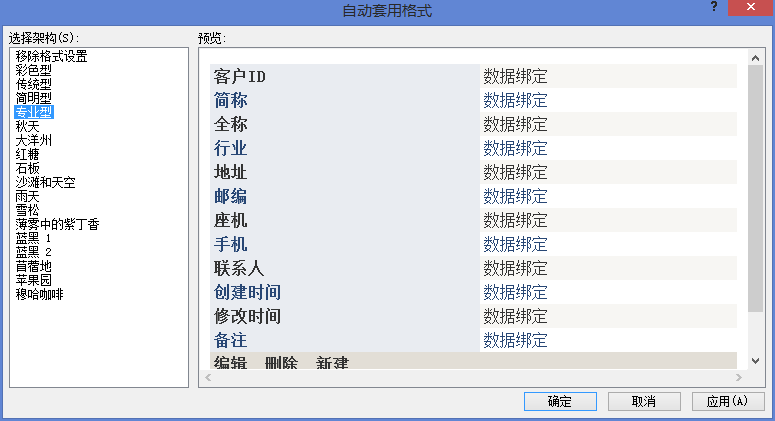 自动套用格式
?
选择架构(S):
移除格式设置
彩色型
传统型
简明型
专业型
秋天
大洋州
红糖
石板
沙滩和天空
雨天
雪松
薄雾中的紫丁香
蓝黑 1
蓝黑 2
苜蓿地
苹果园
穆哈咖啡
预览:
客户ID 数据绑定
简称 数据绑定
全称 数据绑定
行业 数据绑定
地址 数据绑定
邮编 数据绑定
座机 数据绑定
手机 数据绑定
联系人 数据绑定
创建时间 数据绑定
修改时间 数据绑定
备注 数据绑定
编辑 删除 新建
确定 取消 应用(A)